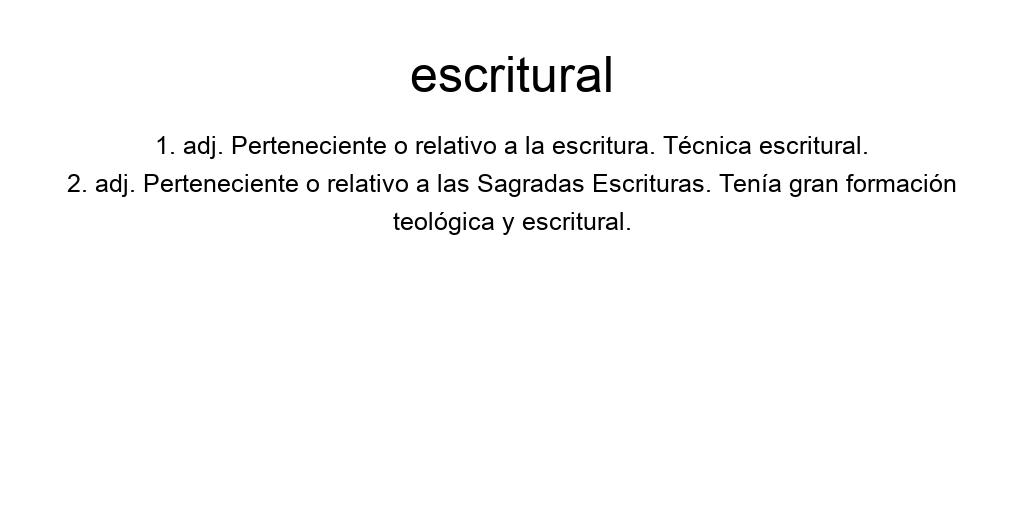 escritural
1. adj. Perteneciente o relativo a la escritura. Técnica escritural.
2. adj. Perteneciente o relativo a las Sagradas Escrituras. Tenía gran formación
teológica y escritural.